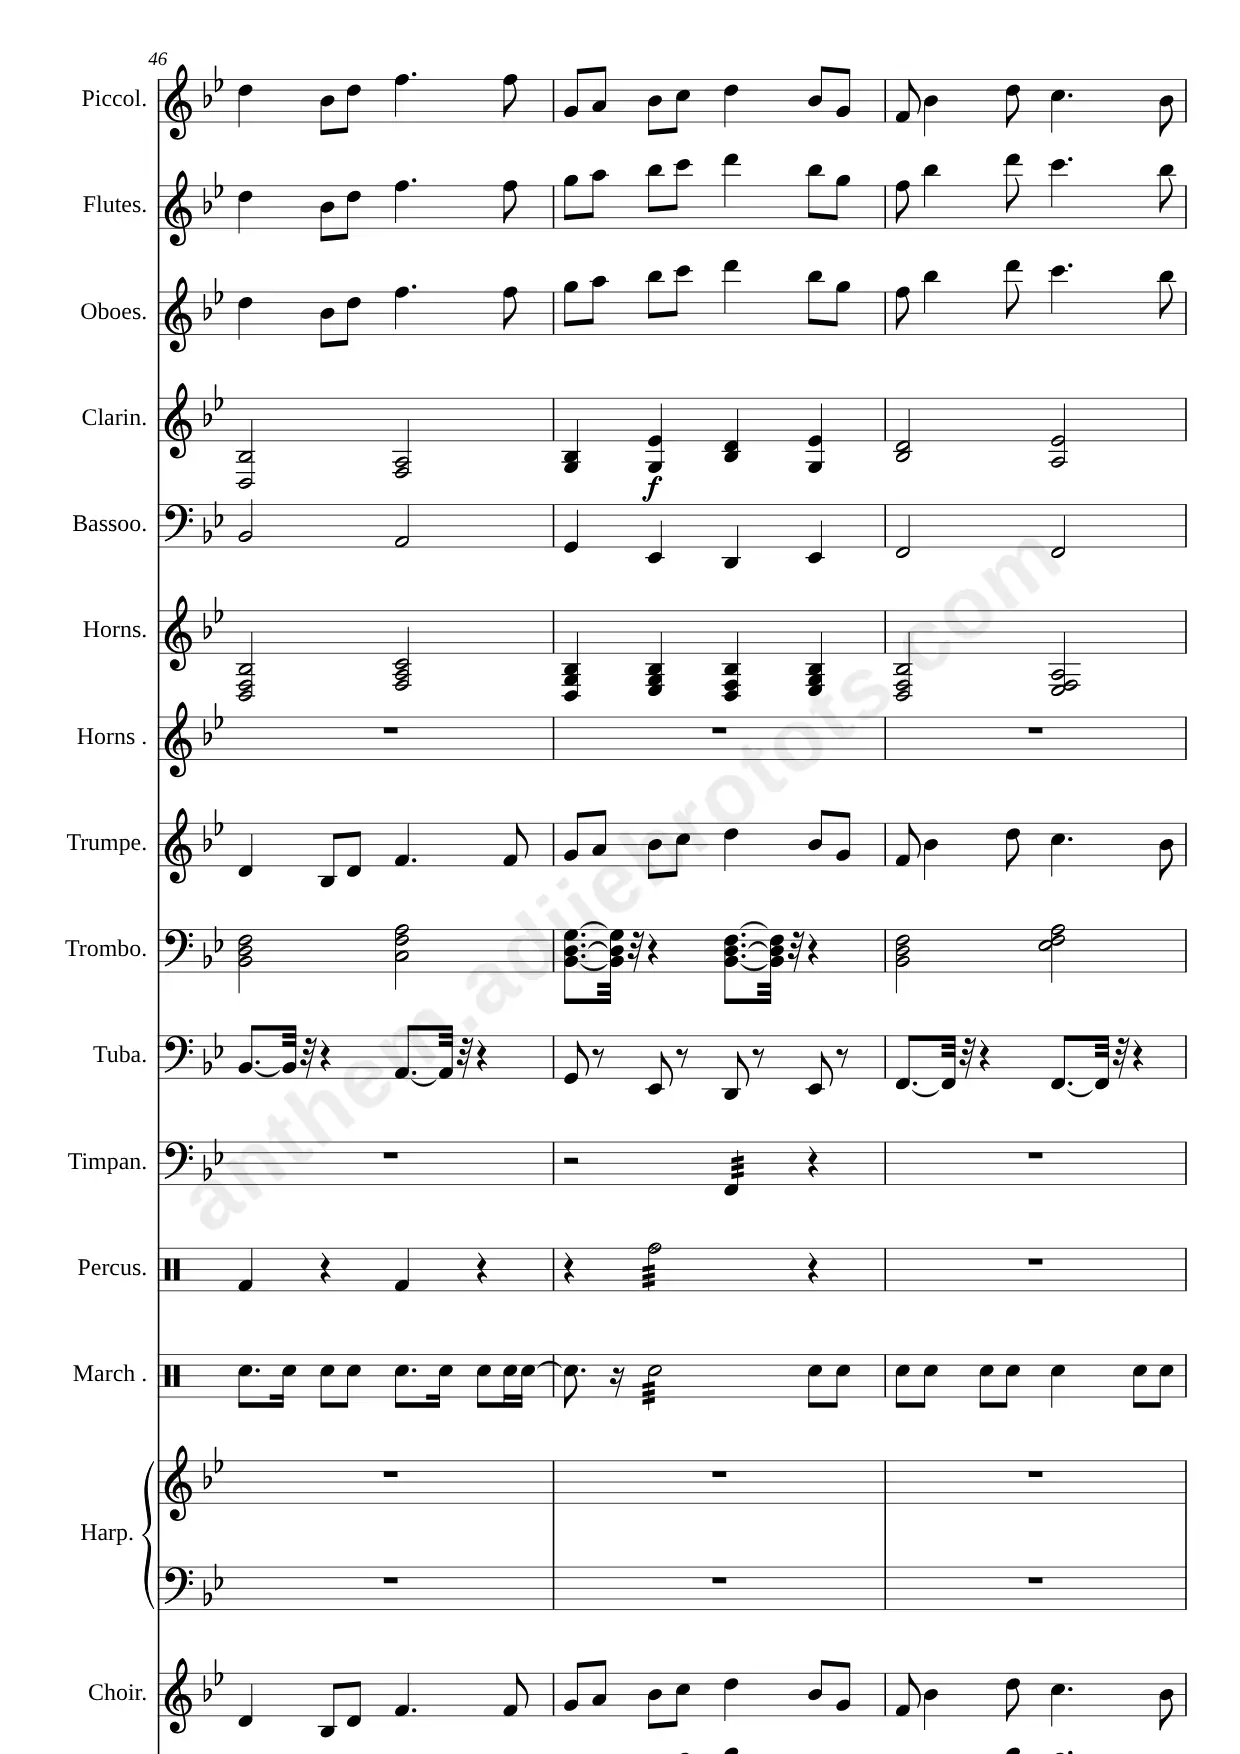 46
Piccol.
Flutes.
Oboes.
Clarin.
f
Bassoo.
Horns.
Horns .
Trumpe.
Trombo.
Tuba.
Timpan.
Percus.
March .
Harp.
Choir.
anthem.adjiebrotots.com